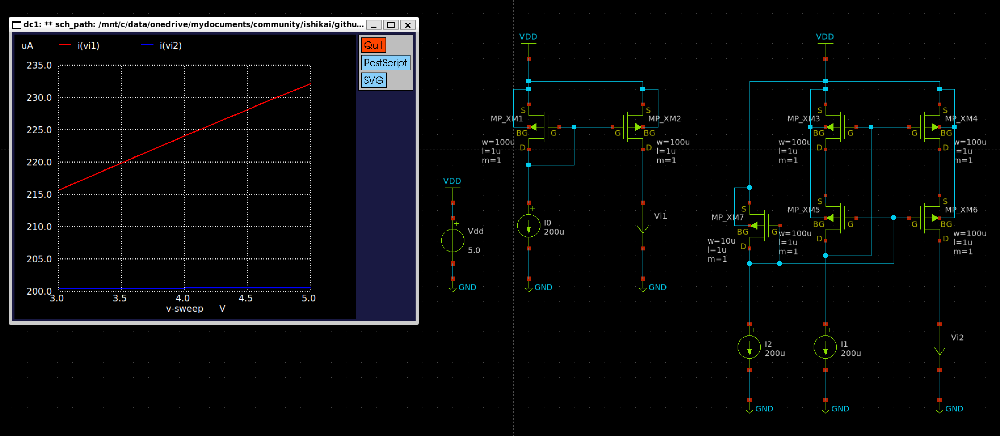 dc1: ** sch_path: /mnt/c/data/onedrive/mydocuments/community/ishikai/githu...
uA i(vi1) i(vi2)
Quit
PostScript
SVG
235.0
230.0
225.0
220.0
215.0
210.0
205.0
200.0
3.0 3.5 4.0 4.5 5.0
v-sweep V
VDD
S
MP_XM1
BG G
D
w=100u
l=1u
m=1
S
MP_XM2
G BG
D
w=100u
l=1u
m=1
VDD
+
Vdd
5.0
GND
+
I0
200u
GND
Vi1
GND
VDD
S
MP_XM3
BG G
D
w=100u
l=1u
m=1
S
MP_XM4
G BG
D
w=100u
l=1u
m=1
S
MP_XM7
BG G
D
w=10u
l=1u
m=1
S
MP_XM5
BG G
D
w=100u
l=1u
m=1
S
MP_XM6
G BG
D
w=100u
l=1u
m=1
+
I2
200u
GND
+
I1
200u
GND
Vi2
GND